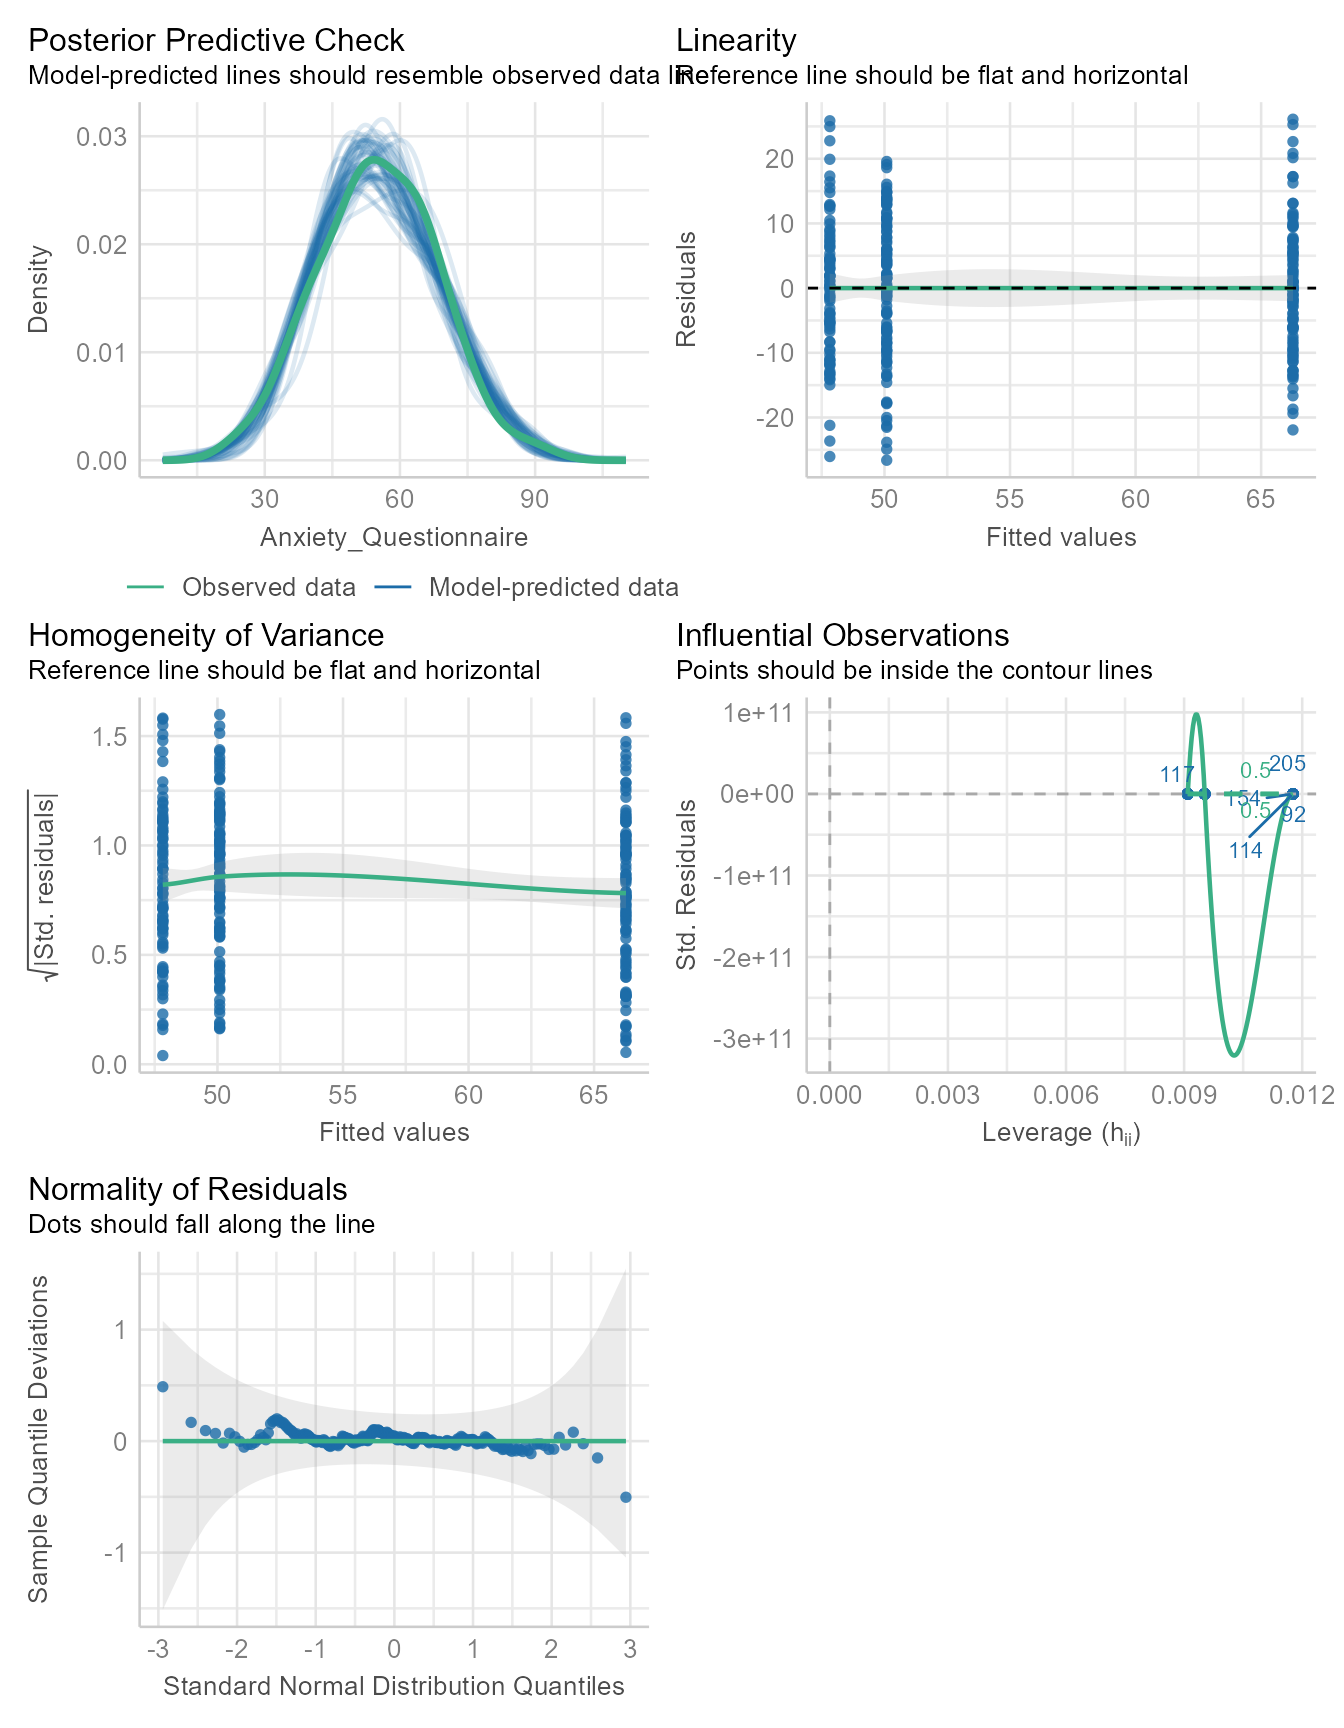 Posterior Predictive Check
Model-predicted lines should resemble observed data line
0.03
0.02
0.01
0.00
Density
30 60 90
Anxiety_Questionnaire
Observed data Model-predicted data
Linearity
Reference line should be flat and horizontal
20
10
0
-10
-20
Residuals
50 55 60 65
Fitted values
Homogeneity of Variance
Reference line should be flat and horizontal
1.5
1.0
0.5
0.0
√|Std. residuals|
50 55 60 65
Fitted values
Influential Observations
Points should be inside the contour lines
1e+11
0e+00
-1e+11
-2e+11
-3e+11
Std. Residuals
117
0.5
205
154
0.5
92
114
0.000 0.003 0.006 0.009 0.012
Leverage (hii)
Normality of Residuals
Dots should fall along the line
1
0
-1
Sample Quantile Deviations
-3 -2 -1 0 1 2 3
Standard Normal Distribution Quantiles